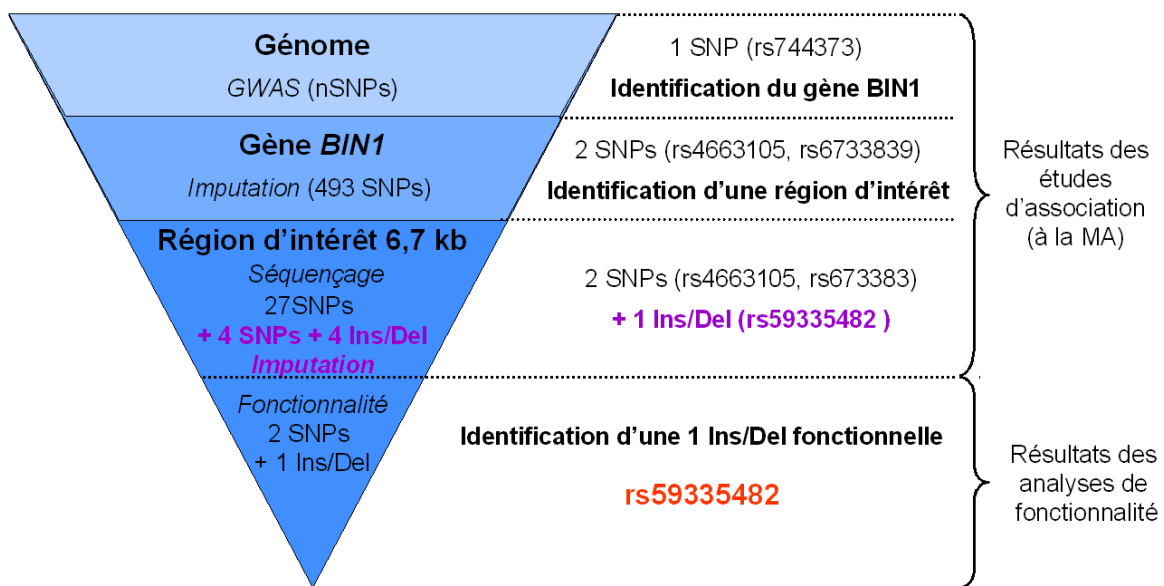 Génome
GWAS (nSNPs)
1 SNP (rs744373)
Identification du gène BIN1
Gène BIN1
Imputation (493 SNPs)
2 SNPs (rs4663105, rs6733839)
Identification d'une région d'intérêt
Région d'intérêt 6,7 kb
Séquençage
27SNPs
+ 4 SNPs + 4 Ins/Del
Imputation
2 SNPs (rs4663105, rs673383)
+ 1 Ins/Del (rs59335482 )
Résultats des
études
d'association
(à la MA)
Fonctionnalité
2 SNPs
+ 1 Ins/Del
Identification d'une 1 Ins/Del fonctionnelle
rs59335482
Résultats des
analyses de
fonctionnalité